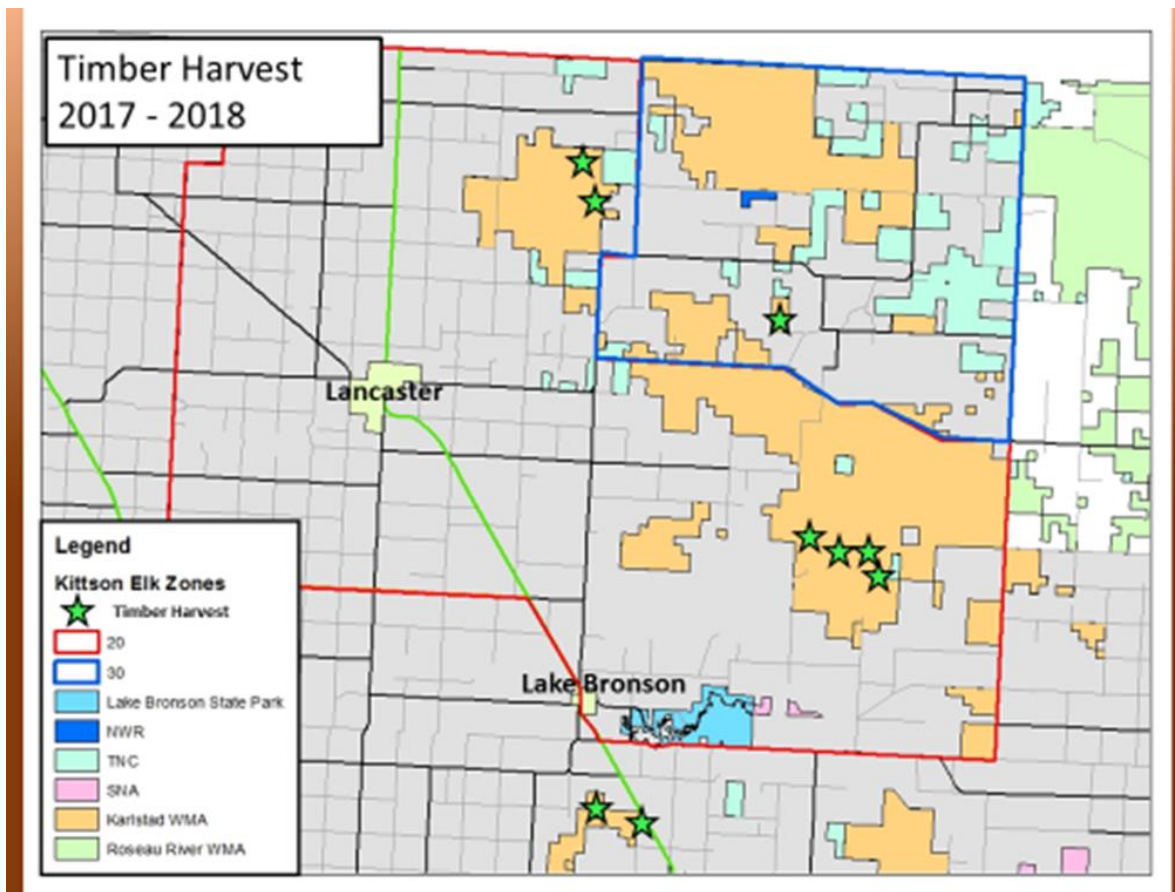 Timber Harvest
2017 - 2018
Lancaster
Lake Bronson
Legend
Kittson Elk Zones
Timber Harvest
20
30
Lake Bronson State Park
NWR
TNC
SNA
Karlstad WMA
Roseau River WMA